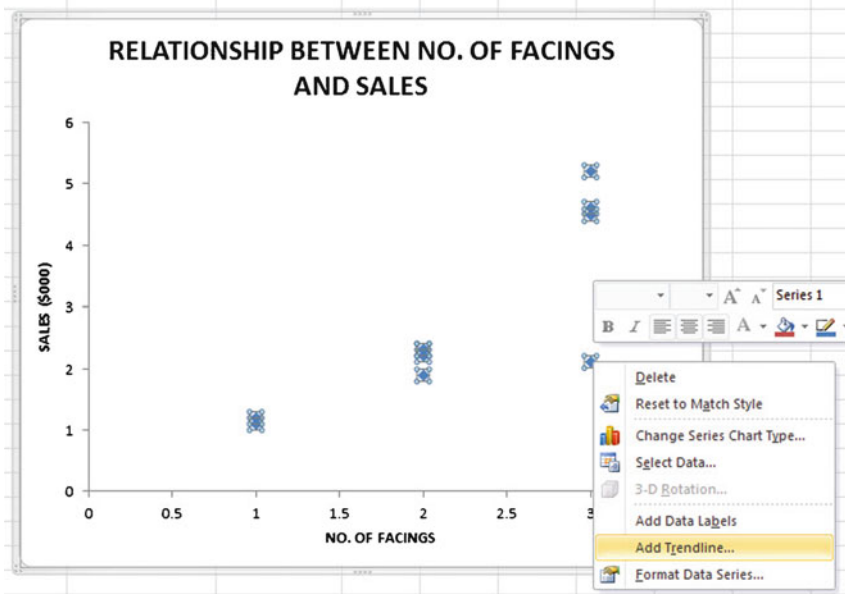 RELATIONSHIP BETWEEN NO. OF FACINGS
AND SALES
6
5
4
3
2
1
0
SALES ($000)
0
0.5
1
1.5
2
2.5
3
NO. OF FACINGS
A A Series 1
B I A
Delete
Reset to Match Style
Change Series Chart Type...
Select Data...
3-D Rotation...
Add Data Labels
Add Trendline...
Format Data Series...